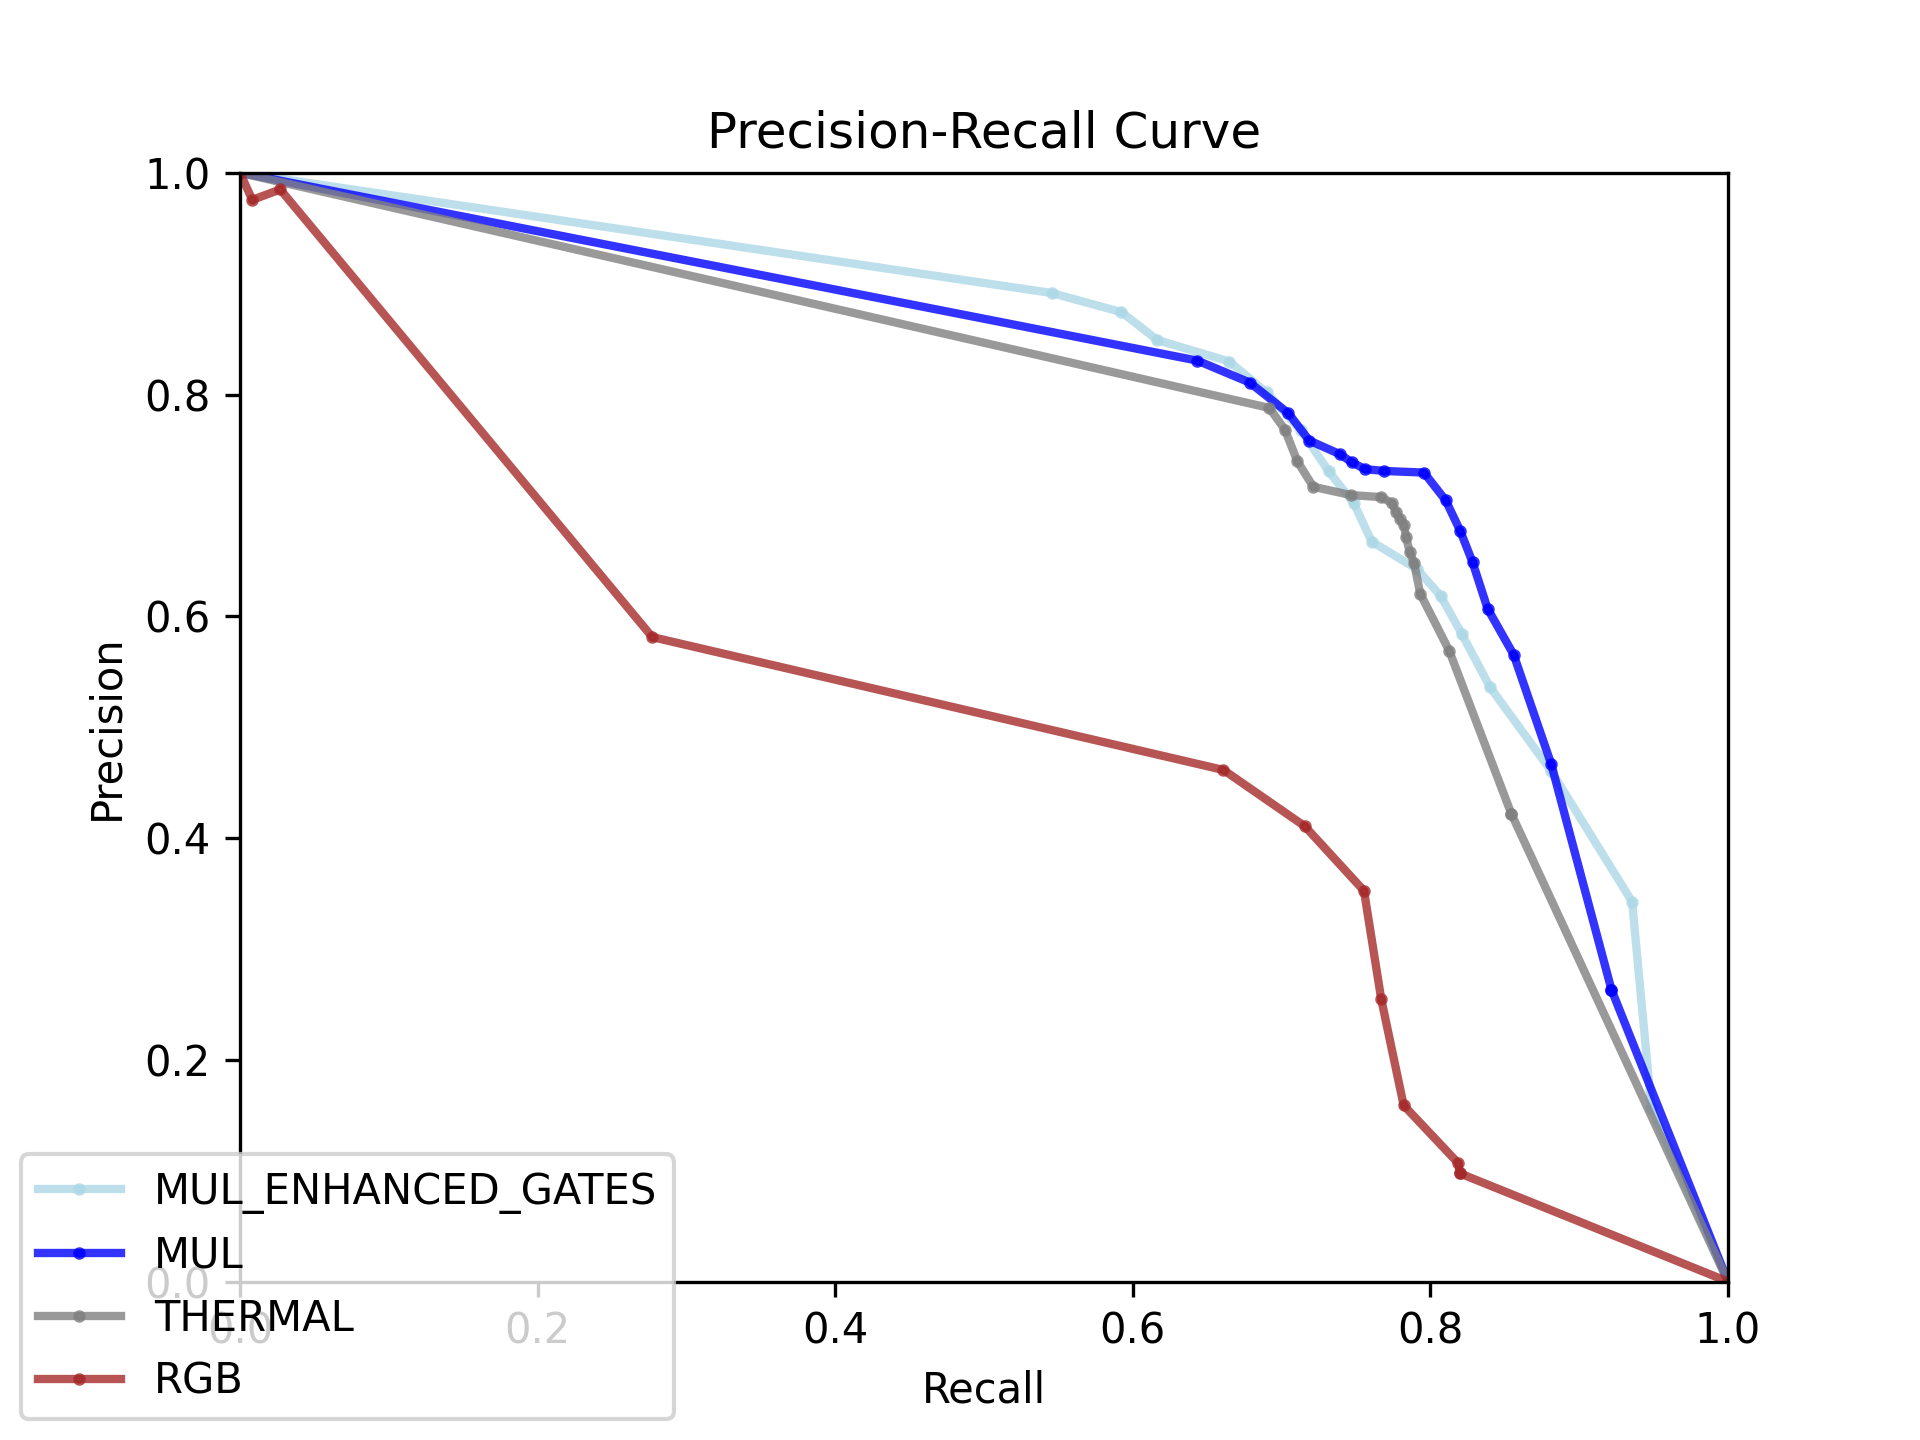 Precision-Recall Curve
1.0
0.8
0.6
0.4
0.2
0.0
Precision
0.0 0.2 0.4 0.6 0.8 1.0
Recall
MUL_ENHANCED_GATES
MUL
THERMAL
RGB